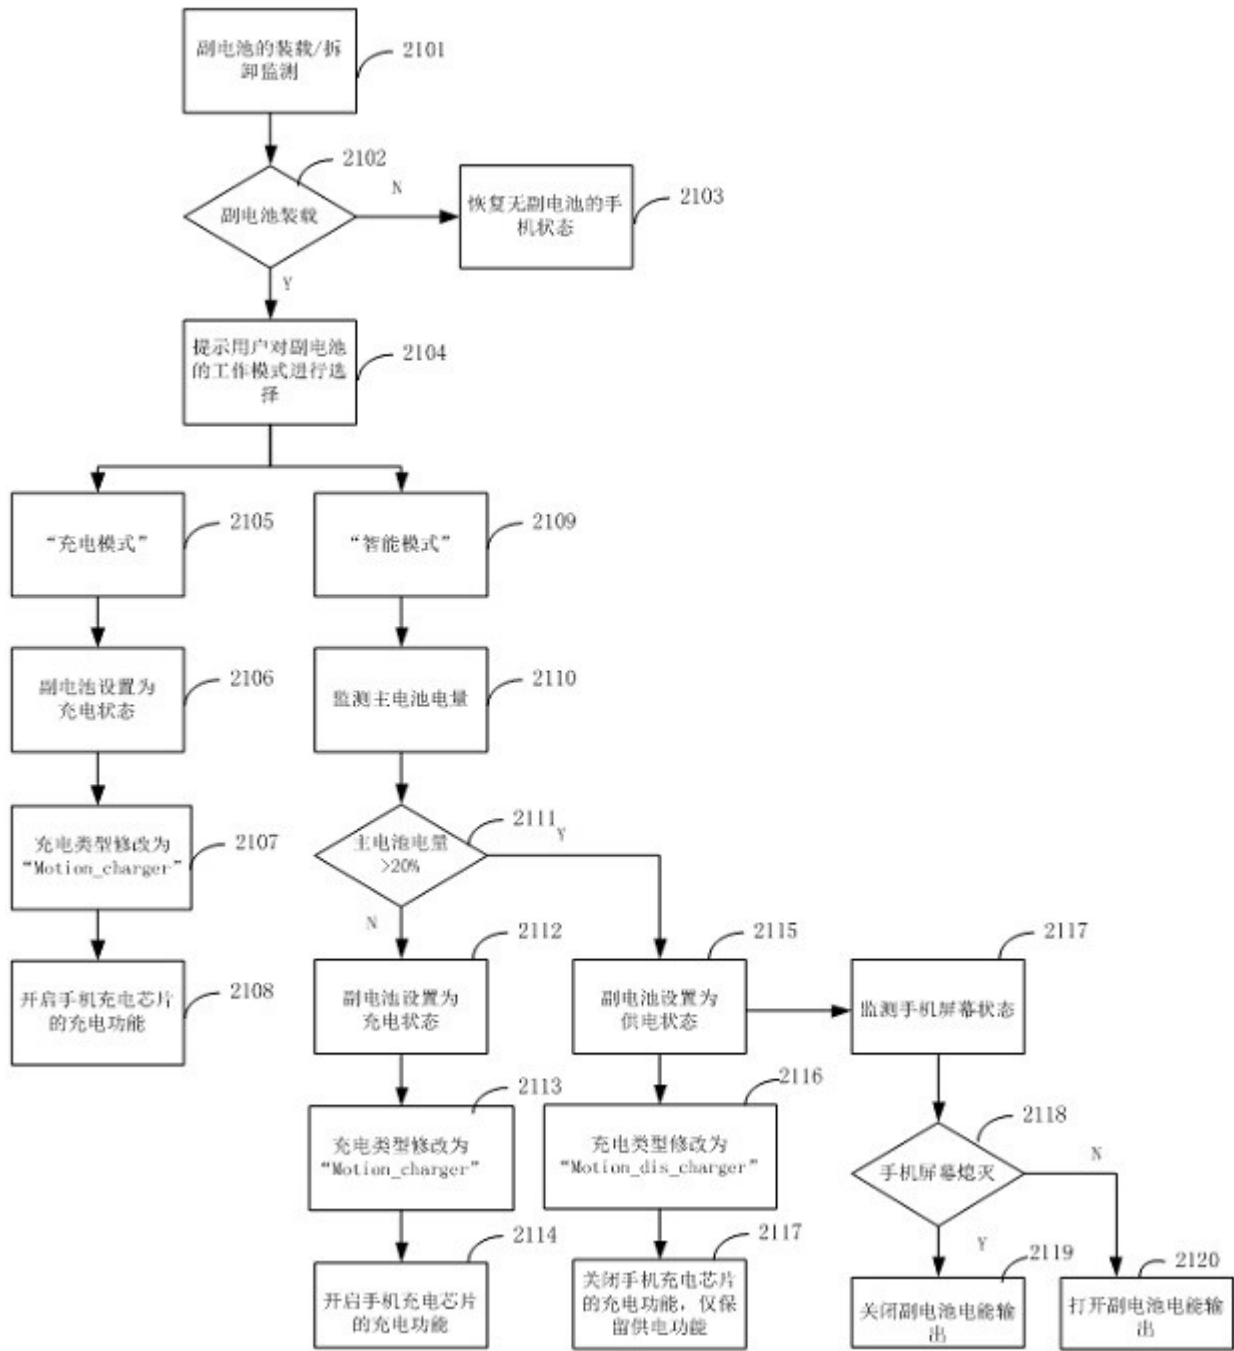 副电池的装载/拆
卸监测
2101
2102
副电池装载
N
恢复无副电池的手
机状态
2103
Y
提示用户对副电池
的工作模式进行选
择
2104
“充电模式”
2105
“智能模式”
2109
副电池设置为
充电状态
2106
监测主电池电量
2110
充电类型修改为
“Motion_charger”
2107
主电池电量
>20%
2111
Y
N
开启手机充电芯片
的充电功能
2108
副电池设置为
充电状态
2112
副电池设置为
供电状态
2115
监测手机屏幕状态
2117
充电类型修改为
“Motion_charger”
2113
充电类型修改为
“Motion_dis_charger”
2116
手机屏幕熄灭
2118
N
Y
开启手机充电芯片
的充电功能
2114
关闭手机充电芯片
的充电功能，仅保
留供电功能
2117
关闭副电池电能输
出
2119
打开副电池电能输
出
2120